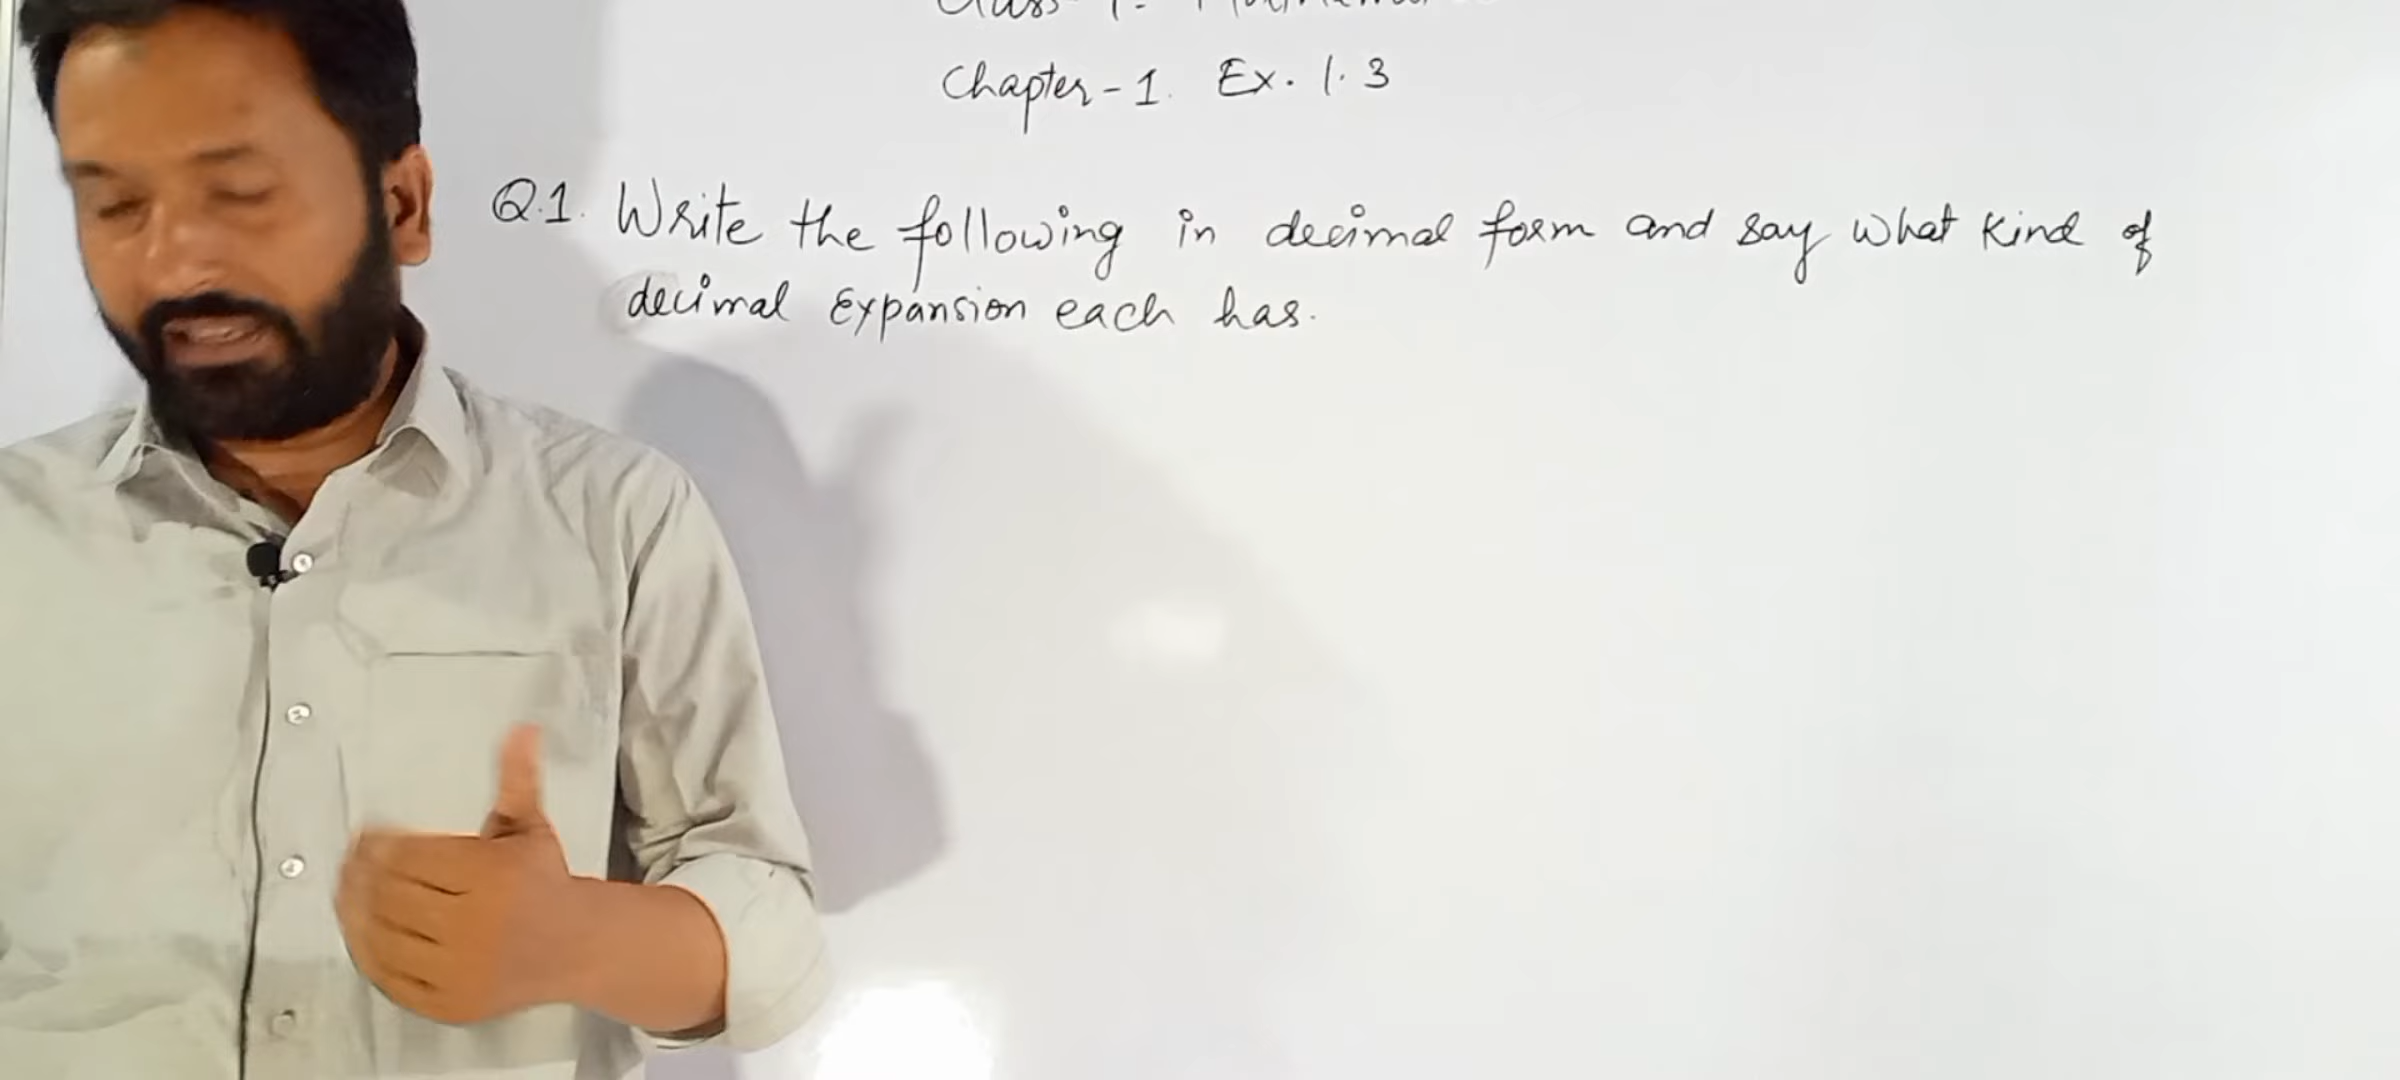 Chapter-1. Ex. 1.3
Q.1. Write the following in decimal form and say what kind of
decimal expansion each has.